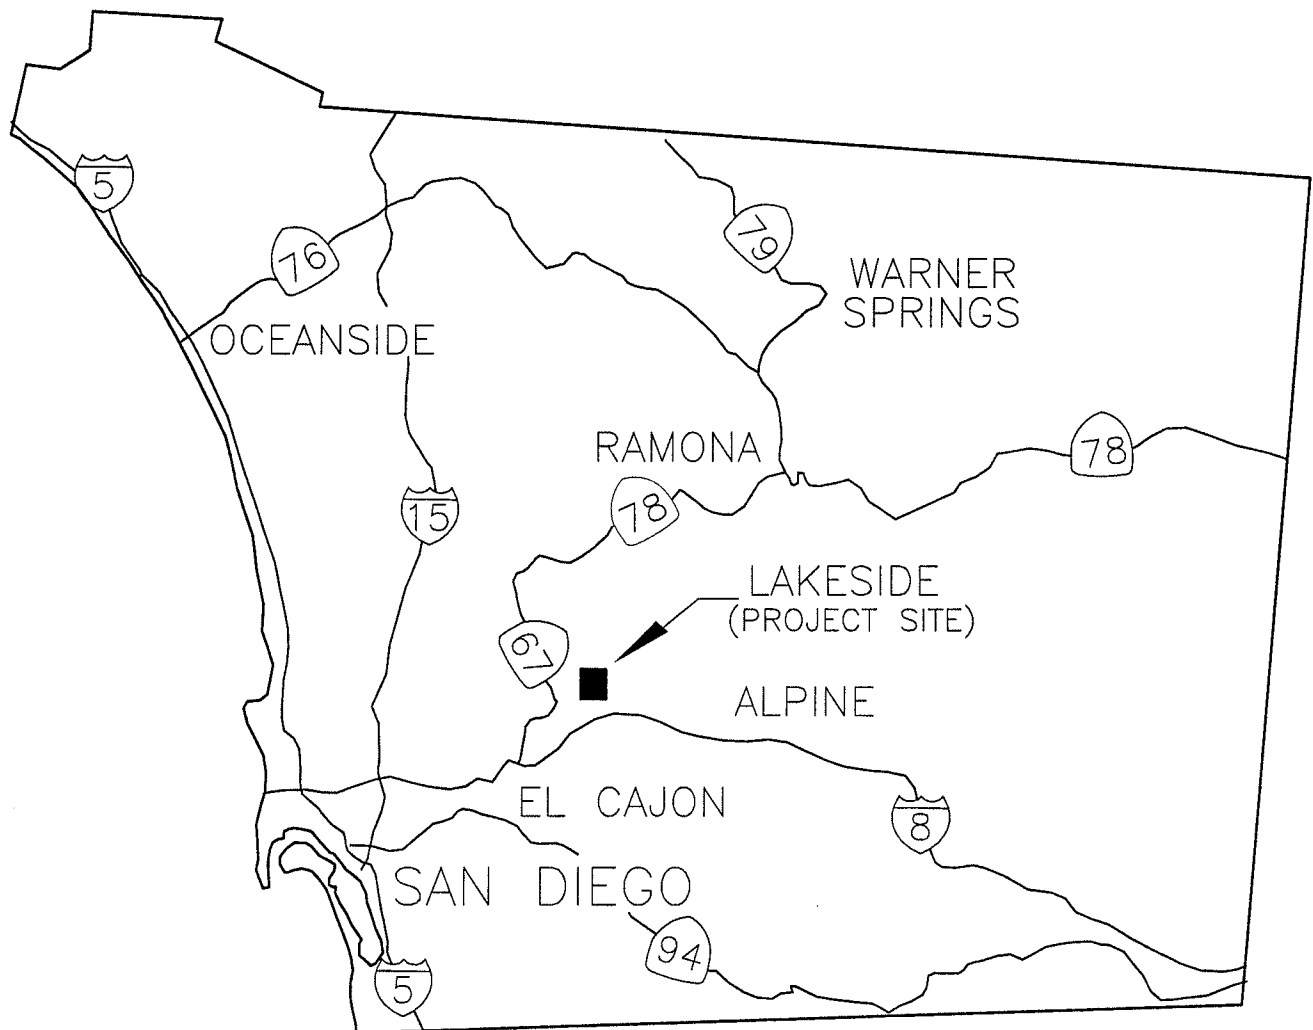 5
76
79
WARNER
SPRINGS
OCEANSIDE
RAMONA
78
78
15
LAKESIDE
(PROJECT SITE)
67
ALPINE
EL CAJON
8
SAN DIEGO
94
5